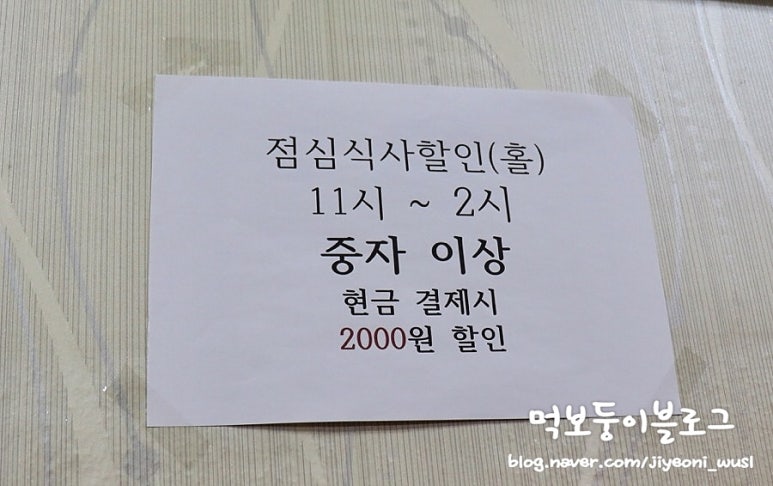 점심식사할인(홀)
11시 ~ 2시
중자 이상
현금 결제시
2000원 할인
먹보둥이블로그
blog.naver.com/jiyeoni_wusl